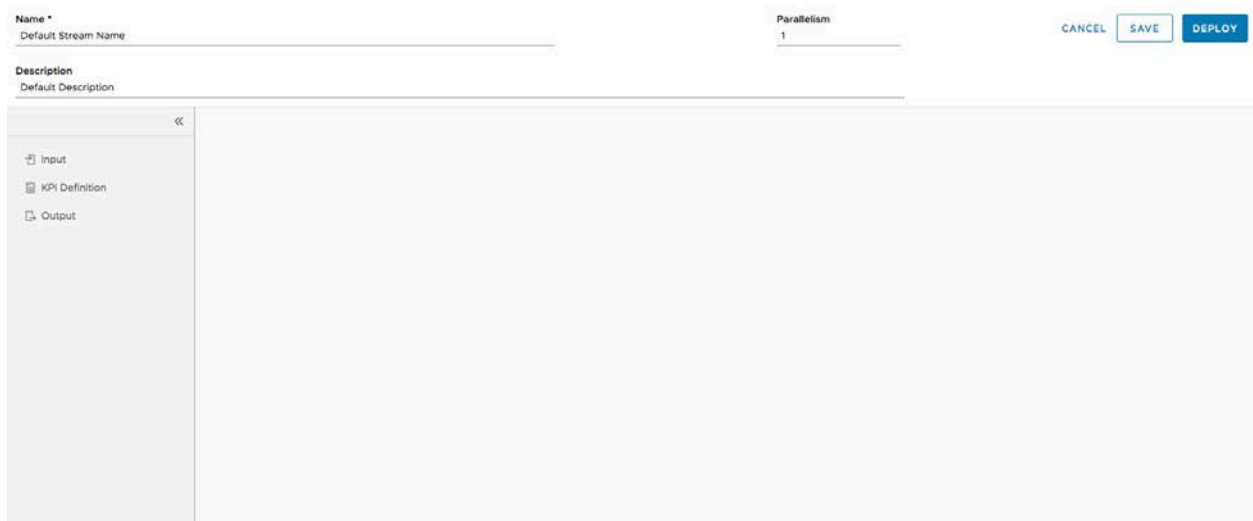 Name *
Default Stream Name
Parallelism
1
CANCEL
SAVE
DEPLOY
Description
Default Description
Input
KPI Definition
Output